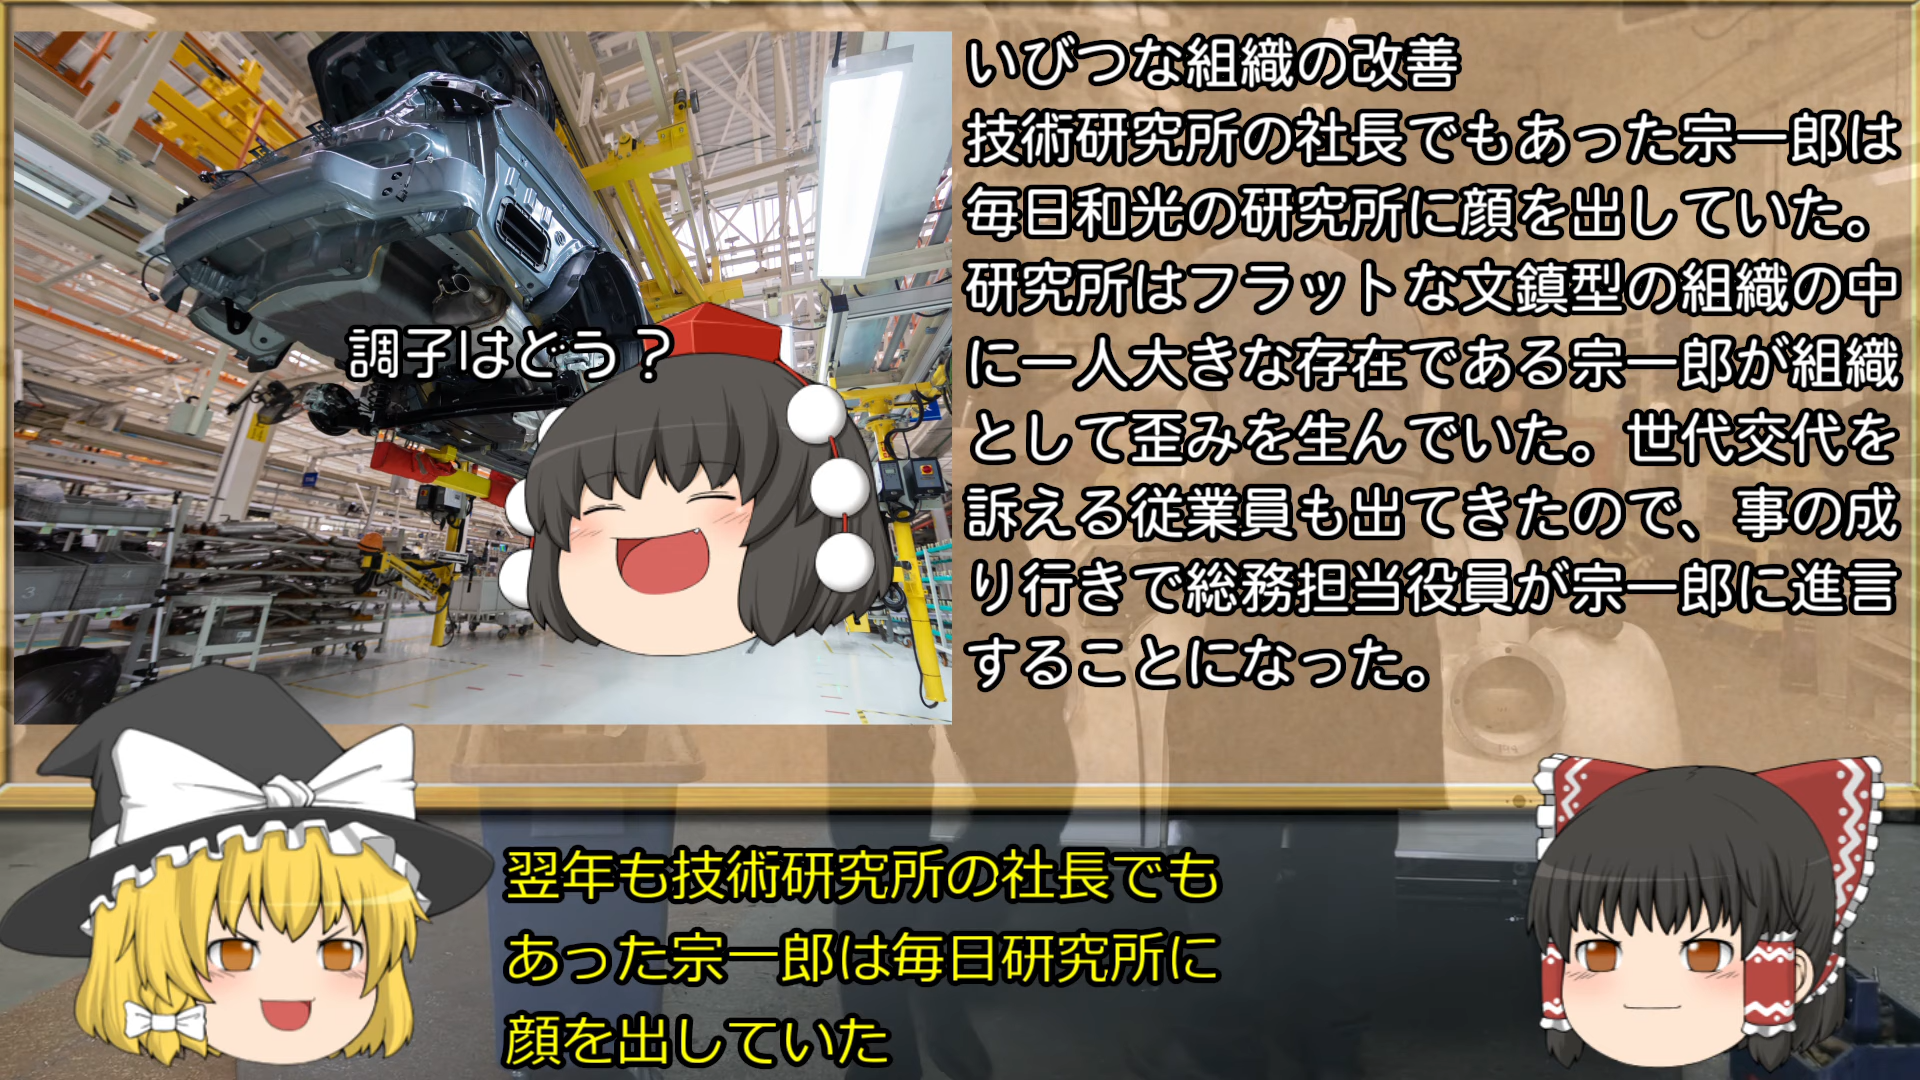 いびつな組織の改善
技術研究所の社長でもあった宗一郎は
毎日和光の研究所に顔を出していた。
研究所はフラットな文鎮型の組織の中
に一人大きな存在である宗一郎が組織
として歪みを生んでいた。世代交代を
訴える従業員も出てきたので、事の成
り行きで総務担当役員が宗一郎に進言
することになった。
調子はどう？
翌年も技術研究所の社長でも
あった宗一郎は毎日研究所に
顔を出していた